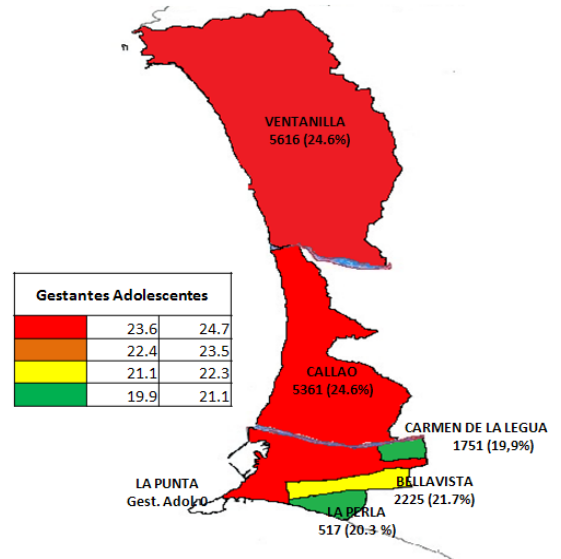 VENTANILLA
5616 (24.6%)
Gestantes Adolescentes
23.6 24.7
22.4 23.5
21.1 22.3
19.9 21.1
CALLAO
5361 (24.6%)
CARMEN DE LA LEGUA
1751 (19,9%)
LA PUNTA
Gest. Adol 0
BELLAVISTA
2225 (21.7%)
LA PERLA
517 (20.3 %)